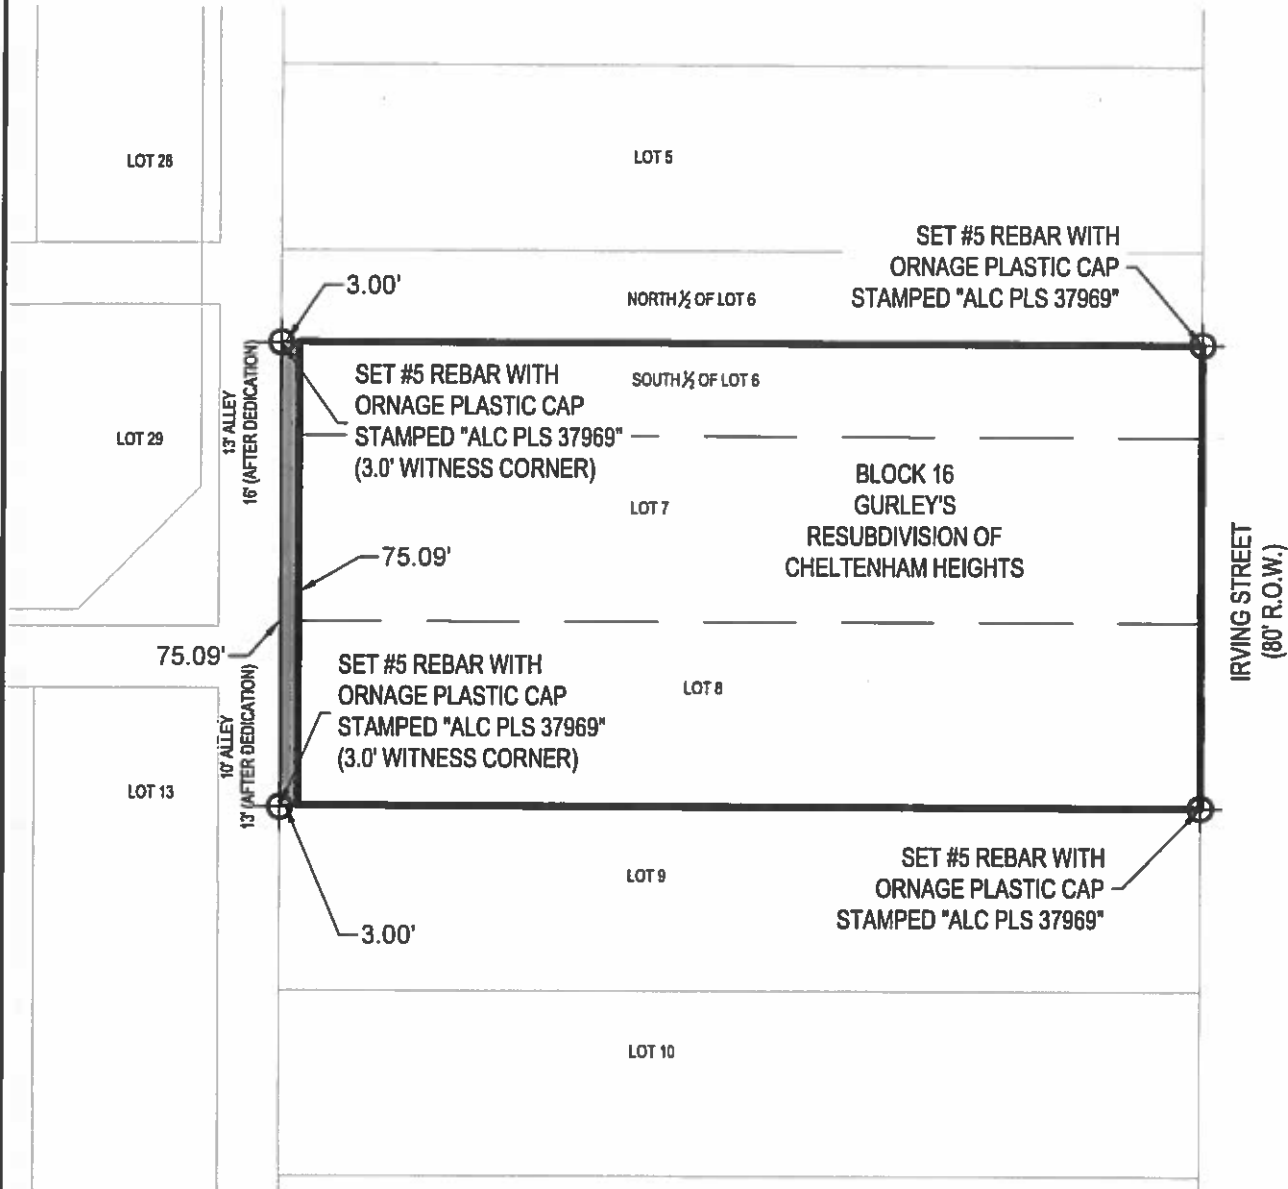 LOT 28
LOT 5
SET #5 REBAR WITH
ORNAGE PLASTIC CAP
STAMPED "ALC PLS 37969"
3.00'
NORTH ½ OF LOT 6
SOUTH ½ OF LOT 6
SET #5 REBAR WITH
ORNAGE PLASTIC CAP
STAMPED "ALC PLS 37969"
(3.0' WITNESS CORNER)
13' ALLEY
16' (AFTER DEDICATION)
LOT 29
LOT 7
BLOCK 16
GURLEY'S
RESUBDIVISION OF
CHELTENHAM HEIGHTS
75.09'
IRVING STREET
(80' R.O.W.)
75.09'
SET #5 REBAR WITH
ORNAGE PLASTIC CAP
STAMPED "ALC PLS 37969"
(3.0' WITNESS CORNER)
LOT 8
10' ALLEY
13' (AFTER DEDICATION)
LOT 13
LOT 9
SET #5 REBAR WITH
ORNAGE PLASTIC CAP
STAMPED "ALC PLS 37969"
3.00'
LOT 10